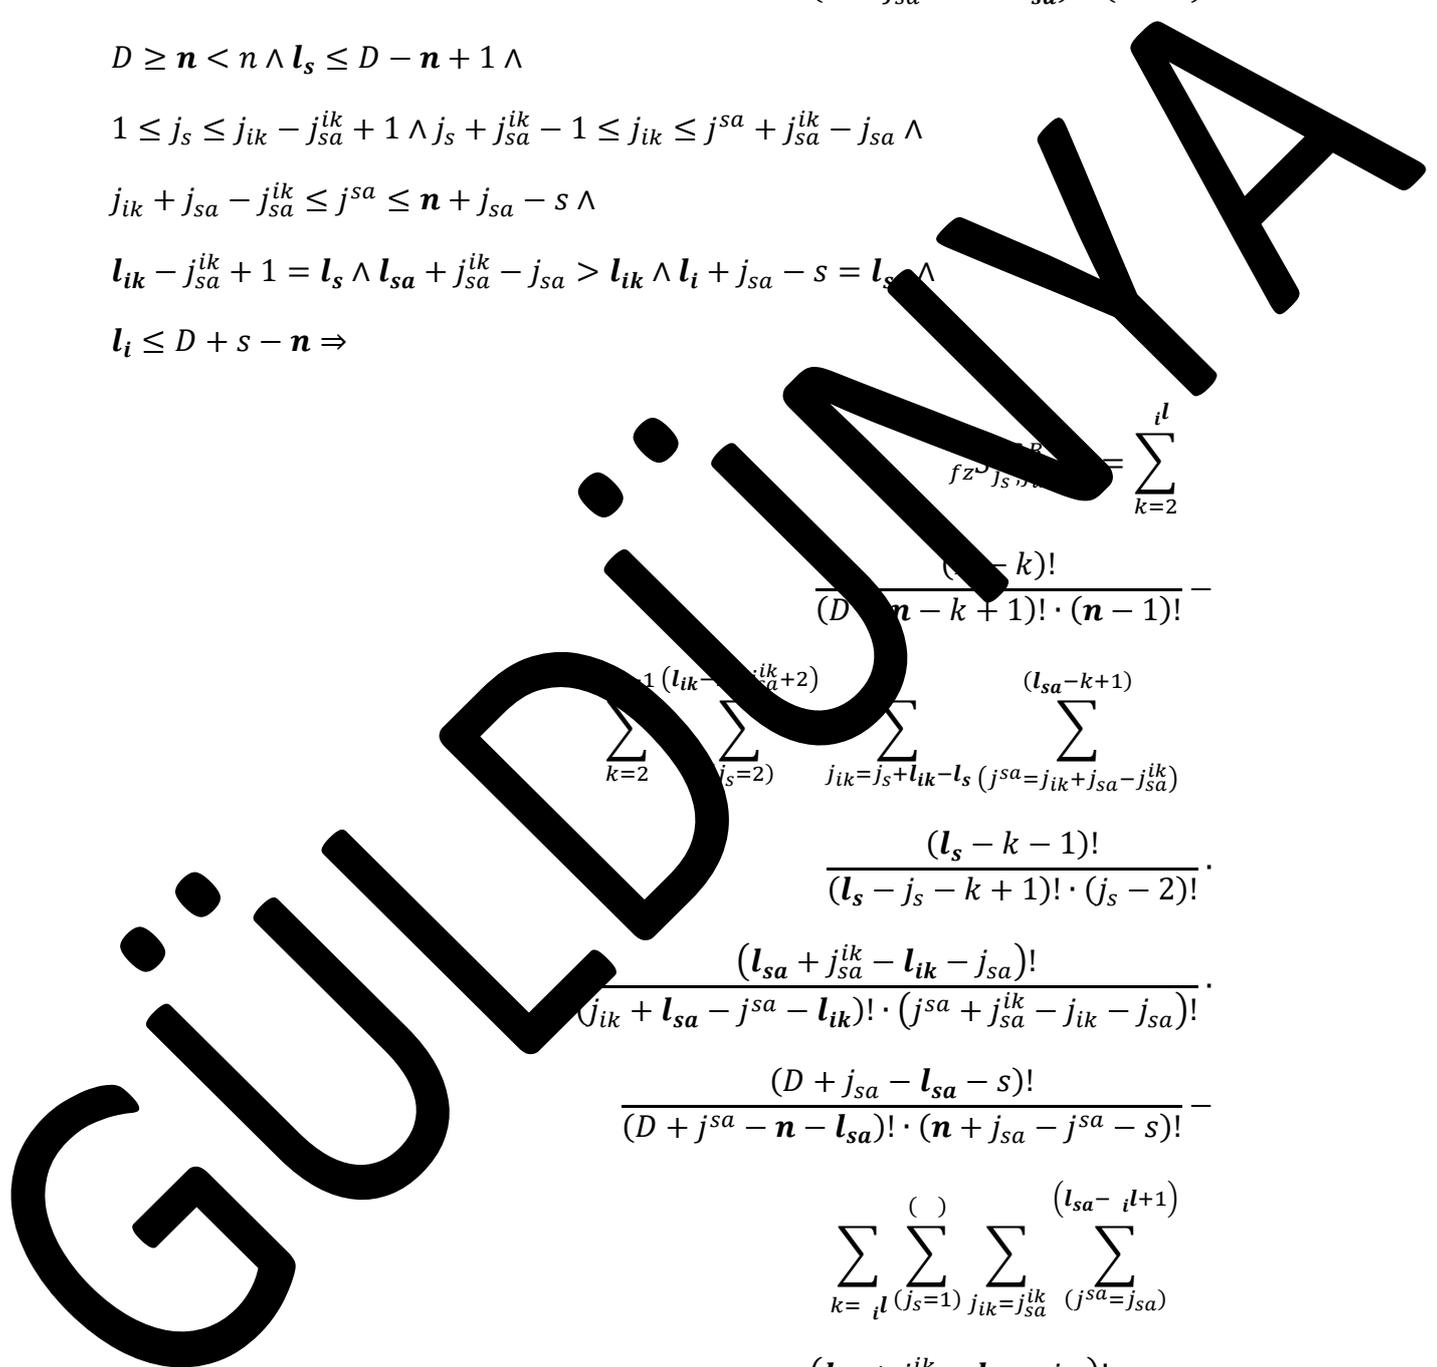 D ≥ n < n ∧ l_s ≤ D − n + 1 ∧
1 ≤ j_s ≤ j_ik − j_sa^ik + 1 ∧ j_s + j_sa^ik − 1 ≤ j_ik ≤ j^sa + j_sa^ik − j_sa ∧
j_ik + j_sa − j_sa^ik ≤ j^sa ≤ n + j_sa − s ∧
l_ik − j_sa^ik + 1 = l_s ∧ l_sa + j_sa^ik − j_sa > l_ik ∧ l_i + j_sa − s = ∧
l_i ≤ D + s − n ⇒
= ∑_{k=2}^{_i l}
− k)!
n − k + 1)! · (n − 1)! −
(l_sa−k+1)
∑ ∑ ∑ ∑
k=2 j_ik=j_s+l_ik−l_s (j^sa=j_ik+j_sa−j_sa^ik)
(l_s − k − 1)!
(l_s − j_s − k + 1)! · (j_s − 2)! ·
(l_sa + j_sa^ik − l_ik − j_sa)!
(j_ik + l_sa − j^sa − l_ik)! · (j^sa + j_sa^ik − j_ik − j_sa)! ·
(D + j_sa − l_sa − s)!
(D + j^sa − n − l_sa)! · (n + j_sa − j^sa − s)! −
( ) (l_sa− _i l+1)
∑ ∑ ∑ ∑
k= _i l (j_s=1) j_ik=j_sa^ik (j^sa=j_sa)
GÜLDÜNYA